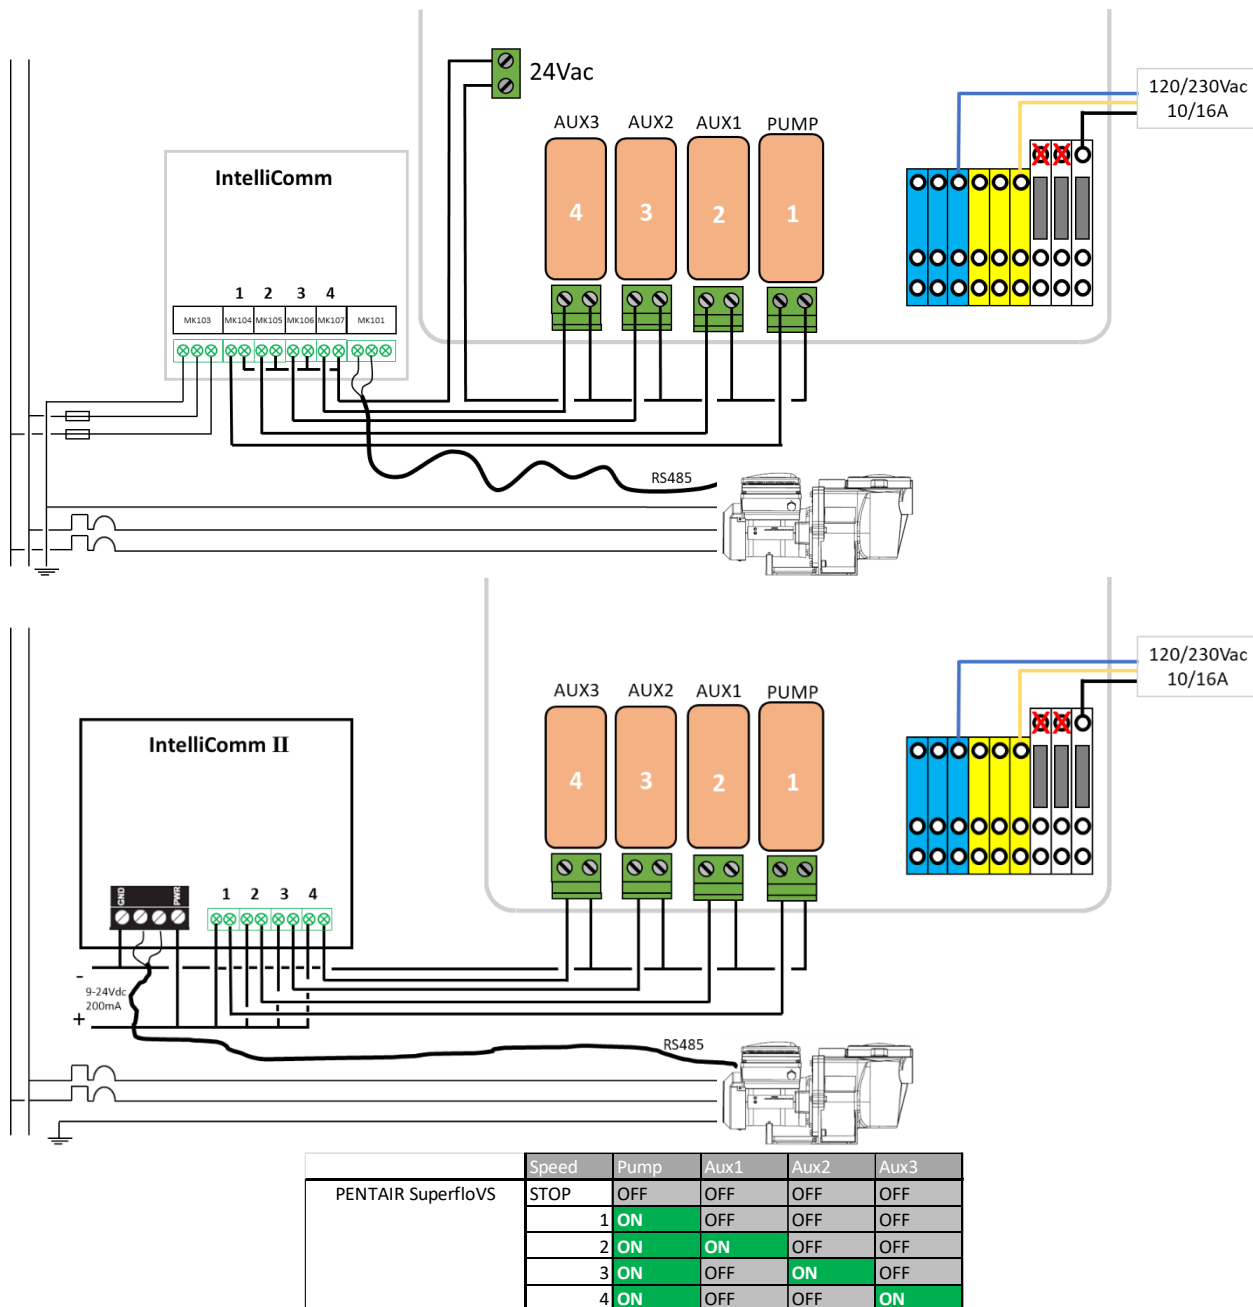 24Vac
120/230Vac
10/16A
AUX3 AUX2 AUX1 PUMP
IntelliComm
4 3 2 1
1 2 3 4
MK103 MK104 MK105 MK106 MK107 MK101
RS485
120/230Vac
10/16A
AUX3 AUX2 AUX1 PUMP
IntelliComm II
4 3 2 1
GND PWR
1 2 3 4
-
9-24Vdc
200mA
+
RS485
Speed Pump Aux1 Aux2 Aux3
PENTAIR SuperfloVS STOP OFF OFF OFF OFF
1 ON OFF OFF OFF
2 ON ON OFF OFF
3 ON OFF ON OFF
4 ON OFF OFF ON